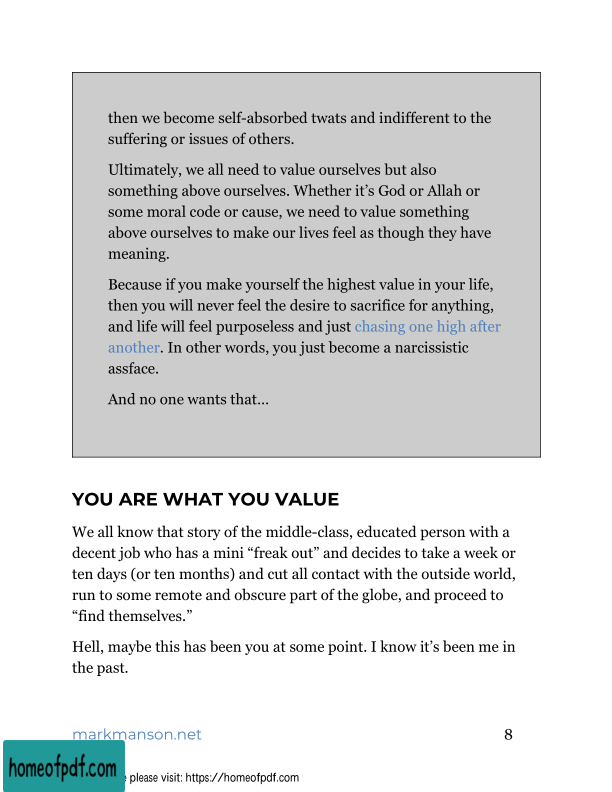 then we become self-absorbed twats and indifferent to the
suffering or issues of others.
Ultimately, we all need to value ourselves but also
something above ourselves. Whether it’s God or Allah or
some moral code or cause, we need to value something
above ourselves to make our lives feel as though they have
meaning.
Because if you make yourself the highest value in your life,
then you will never feel the desire to sacrifice for anything,
and life will feel purposeless and just chasing one high after
another. In other words, you just become a narcissistic
assface.
And no one wants that…
YOU ARE WHAT YOU VALUE
We all know that story of the middle-class, educated person with a
decent job who has a mini “freak out” and decides to take a week or
ten days (or ten months) and cut all contact with the outside world,
run to some remote and obscure part of the globe, and proceed to
“find themselves.”
Hell, maybe this has been you at some point. I know it’s been me in
the past.
markmanson.net 8
homeofpdf.com
please visit: https://homeofpdf.com